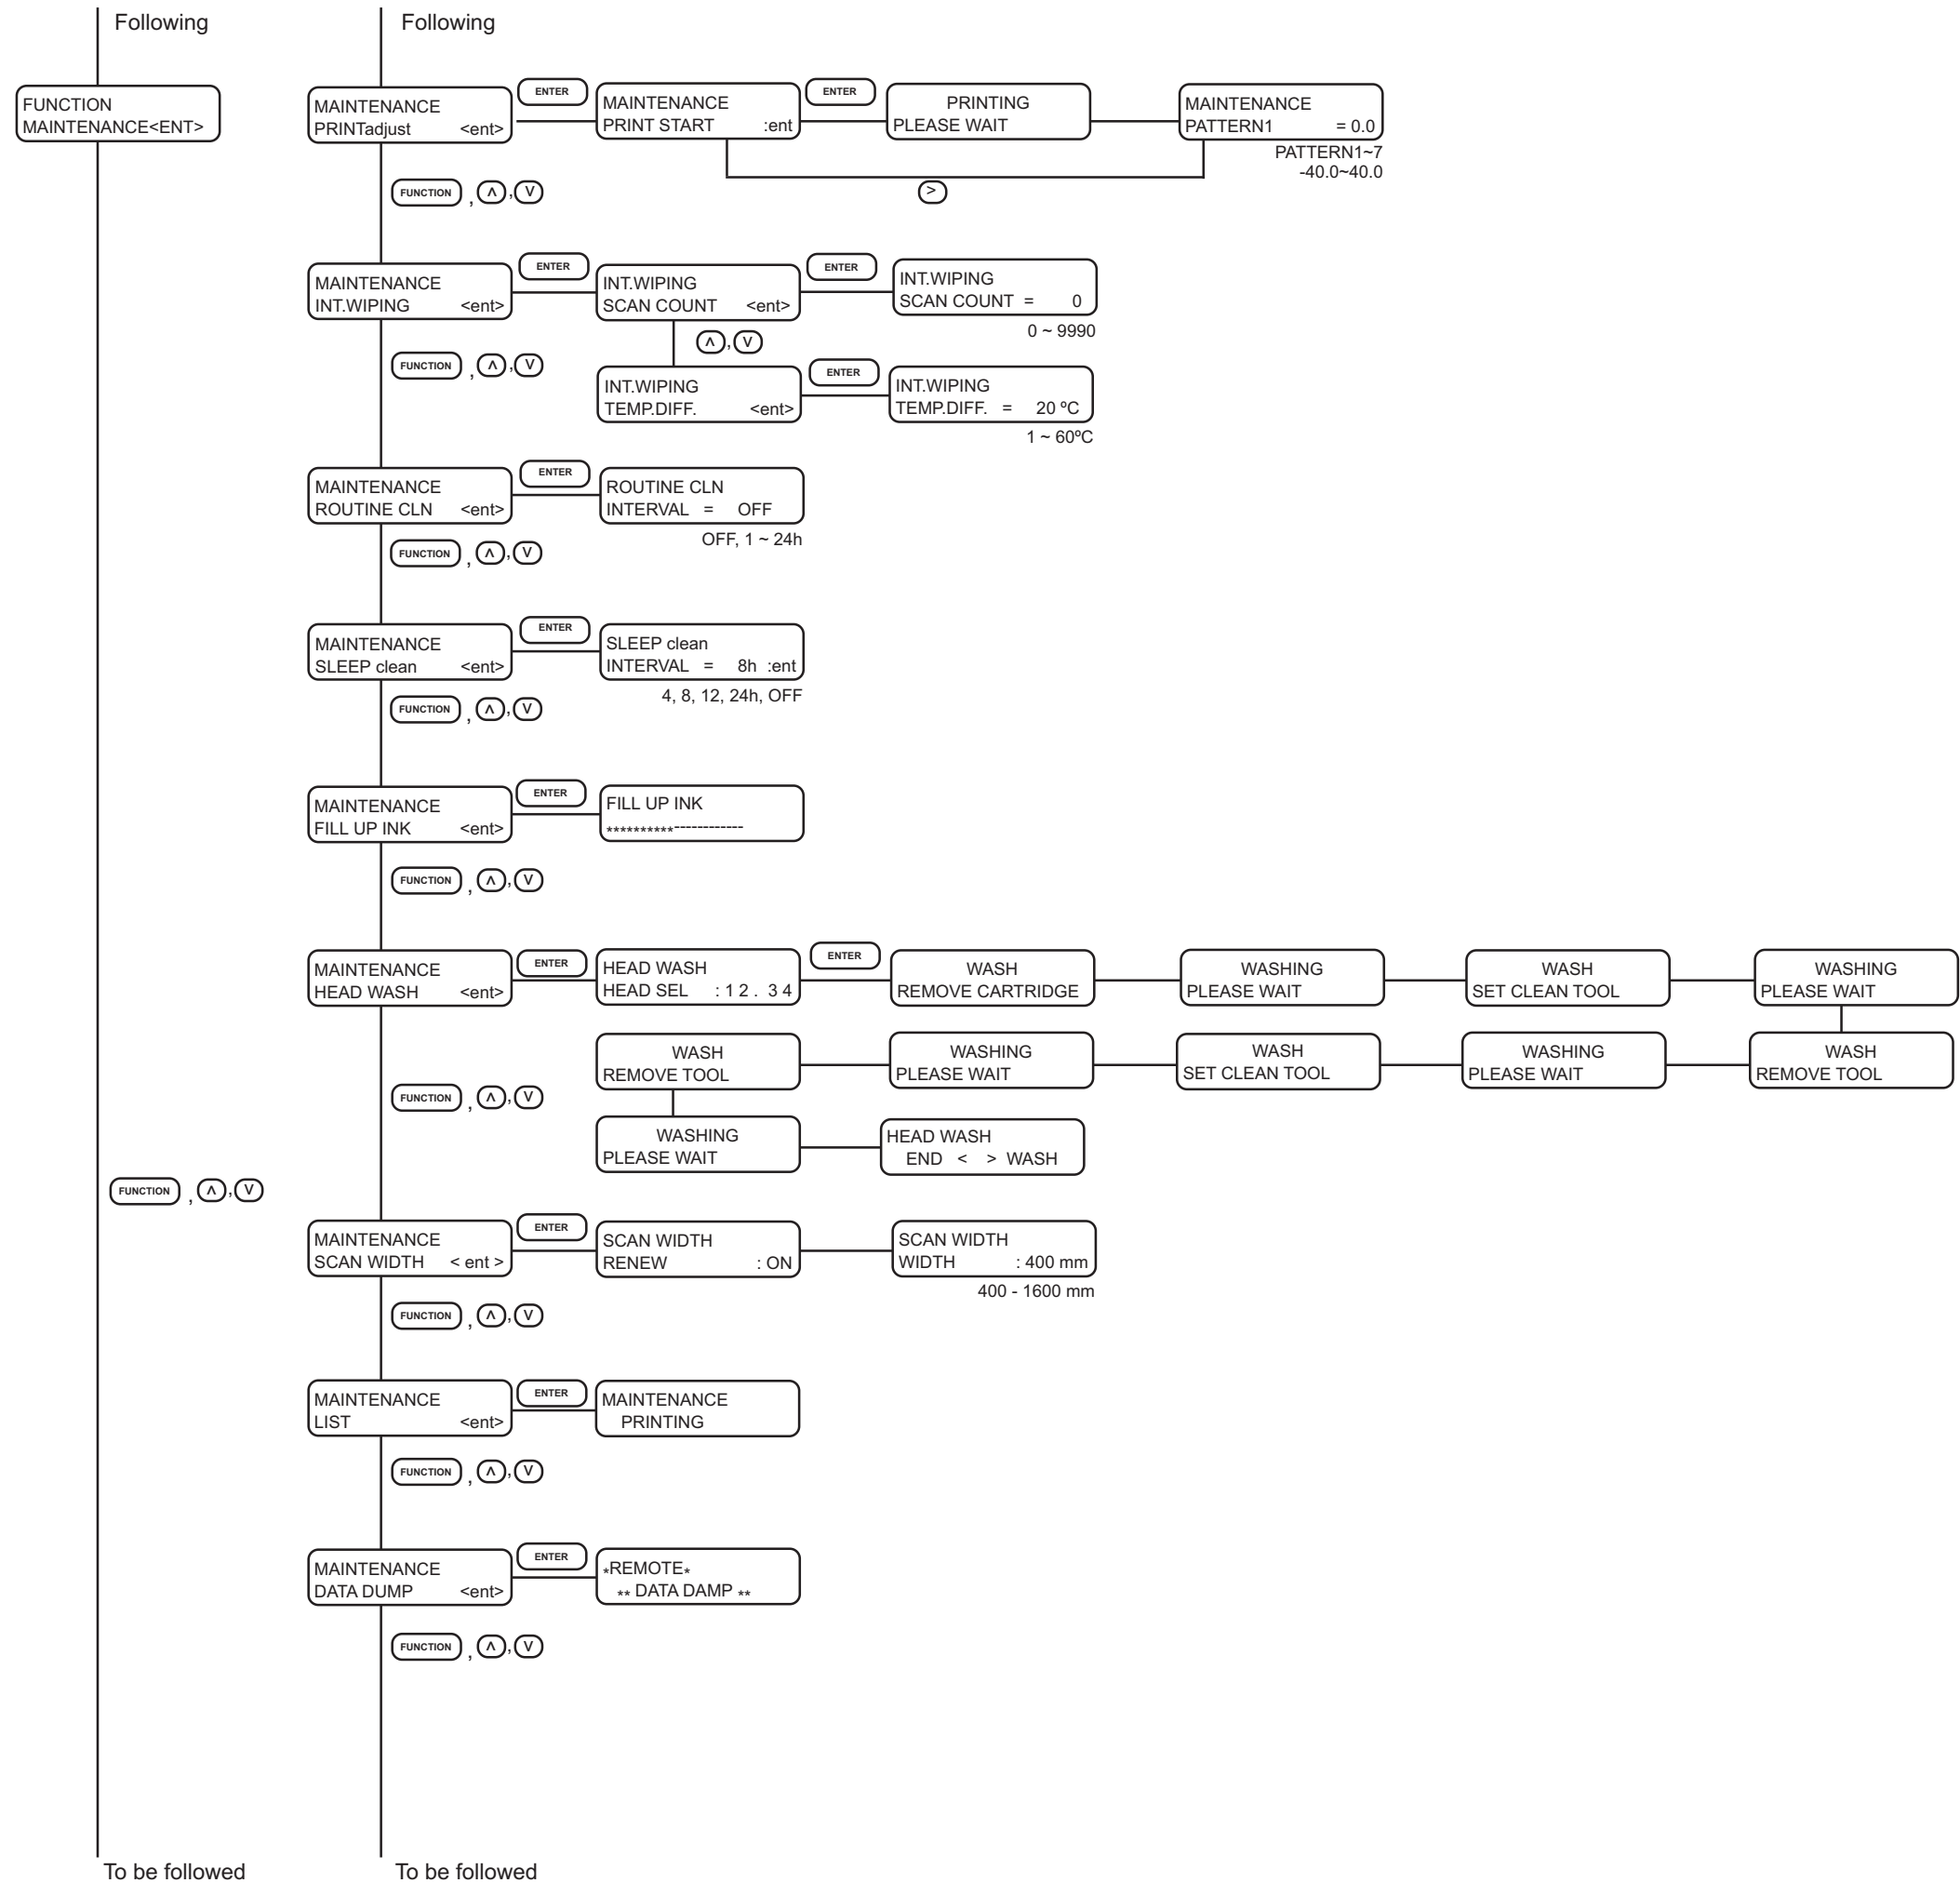 Following
Following
FUNCTION
MAINTENANCE<ENT>
MAINTENANCE
PRINTadjust <ent>
ENTER
MAINTENANCE
PRINT START :ent
ENTER
PRINTING
PLEASE WAIT
MAINTENANCE
PATTERN1 = 0.0
PATTERN1~7
-40.0~40.0
>
FUNCTION , ʌ , V
MAINTENANCE
INT.WIPING <ent>
ENTER
INT.WIPING
SCAN COUNT <ent>
ENTER
INT.WIPING
SCAN COUNT = 0
0 ~ 9990
ʌ , V
FUNCTION , ʌ , V
INT.WIPING
TEMP.DIFF. <ent>
ENTER
INT.WIPING
TEMP.DIFF. = 20 ºC
1 ~ 60ºC
MAINTENANCE
ROUTINE CLN <ent>
ENTER
ROUTINE CLN
INTERVAL = OFF
OFF, 1 ~ 24h
FUNCTION , ʌ , V
MAINTENANCE
SLEEP clean <ent>
ENTER
SLEEP clean
INTERVAL = 8h :ent
4, 8, 12, 24h, OFF
FUNCTION , ʌ , V
MAINTENANCE
FILL UP INK <ent>
ENTER
FILL UP INK
**********------------
FUNCTION , ʌ , V
MAINTENANCE
HEAD WASH <ent>
ENTER
HEAD WASH
HEAD SEL : 1 2 . 3 4
ENTER
WASH
REMOVE CARTRIDGE
WASHING
PLEASE WAIT
WASH
SET CLEAN TOOL
WASHING
PLEASE WAIT
WASH
REMOVE TOOL
WASHING
PLEASE WAIT
WASH
SET CLEAN TOOL
WASHING
PLEASE WAIT
WASH
REMOVE TOOL
FUNCTION , ʌ , V
WASHING
PLEASE WAIT
HEAD WASH
END < > WASH
FUNCTION , ʌ , V
MAINTENANCE
SCAN WIDTH < ent >
ENTER
SCAN WIDTH
RENEW : ON
SCAN WIDTH
WIDTH : 400 mm
400 - 1600 mm
FUNCTION , ʌ , V
MAINTENANCE
LIST <ent>
ENTER
MAINTENANCE
PRINTING
FUNCTION , ʌ , V
MAINTENANCE
DATA DUMP <ent>
ENTER
*REMOTE*
** DATA DAMP **
FUNCTION , ʌ , V
To be followed
To be followed